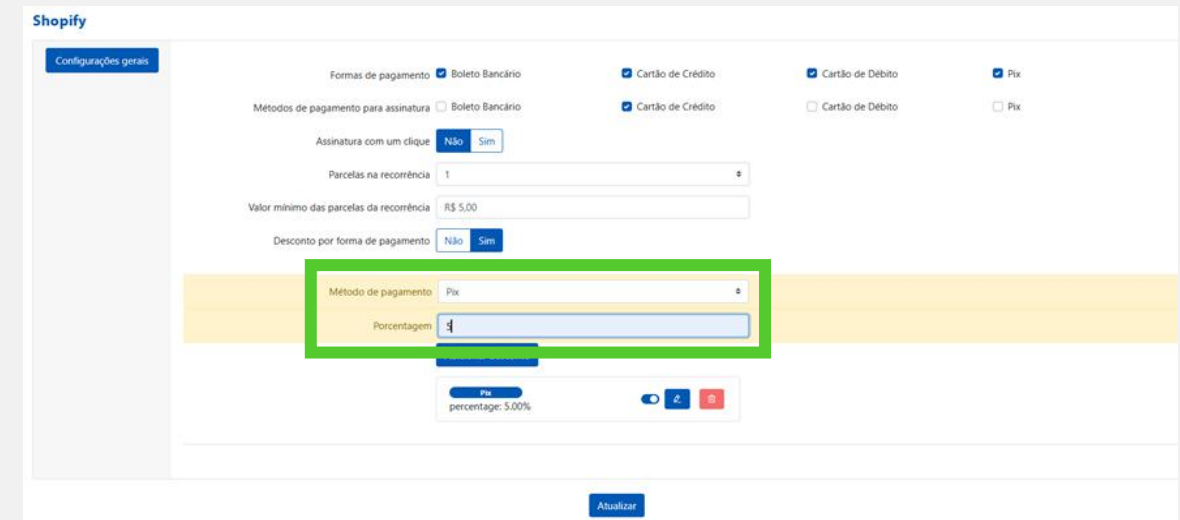 Shopify
Configurações gerais
Formas de pagamento Boleto Bancário Cartão de Crédito Cartão de Débito Pix
Métodos de pagamento para assinatura Boleto Bancário Cartão de Crédito Cartão de Débito Pix
Assinatura com um clique Não Sim
Parcelas na recorrência 1
Valor mínimo das parcelas da recorrência R$ 5,00
Desconto por forma de pagamento Não Sim
Método de pagamento Pix
Porcentagem 5
Pix
percentage: 5.00%
Atualizar